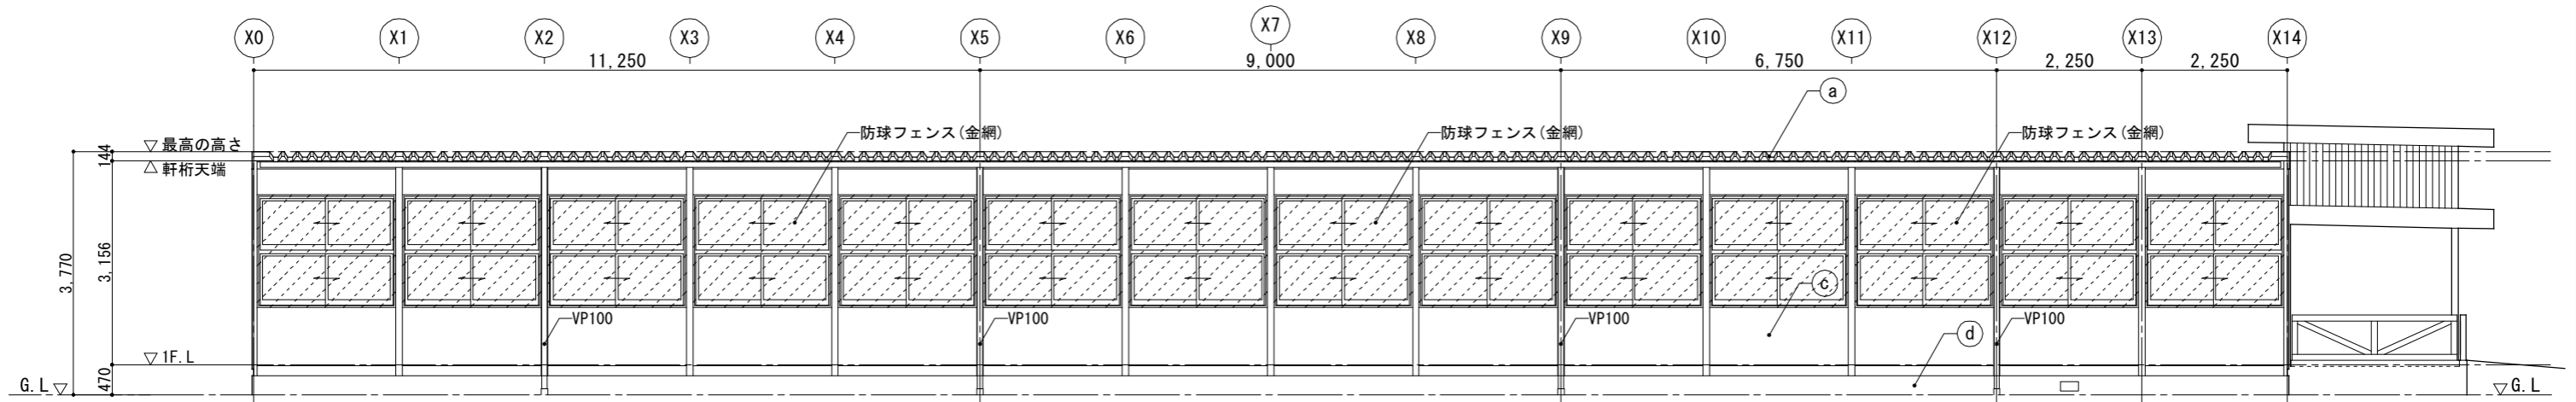 X0 X1 X2 X3 X4 X5 X6 X7 X8 X9 X10 X11 X12 X13 X14
11,250 9,000 6,750 2,250 2,250
a
防球フェンス(金網) 防球フェンス(金網) 防球フェンス(金網)
最高の高さ
144
軒桁天端
3,156
3,770
c
VP100 VP100 VP100 VP100
d
1F.L
470
G.L G.L